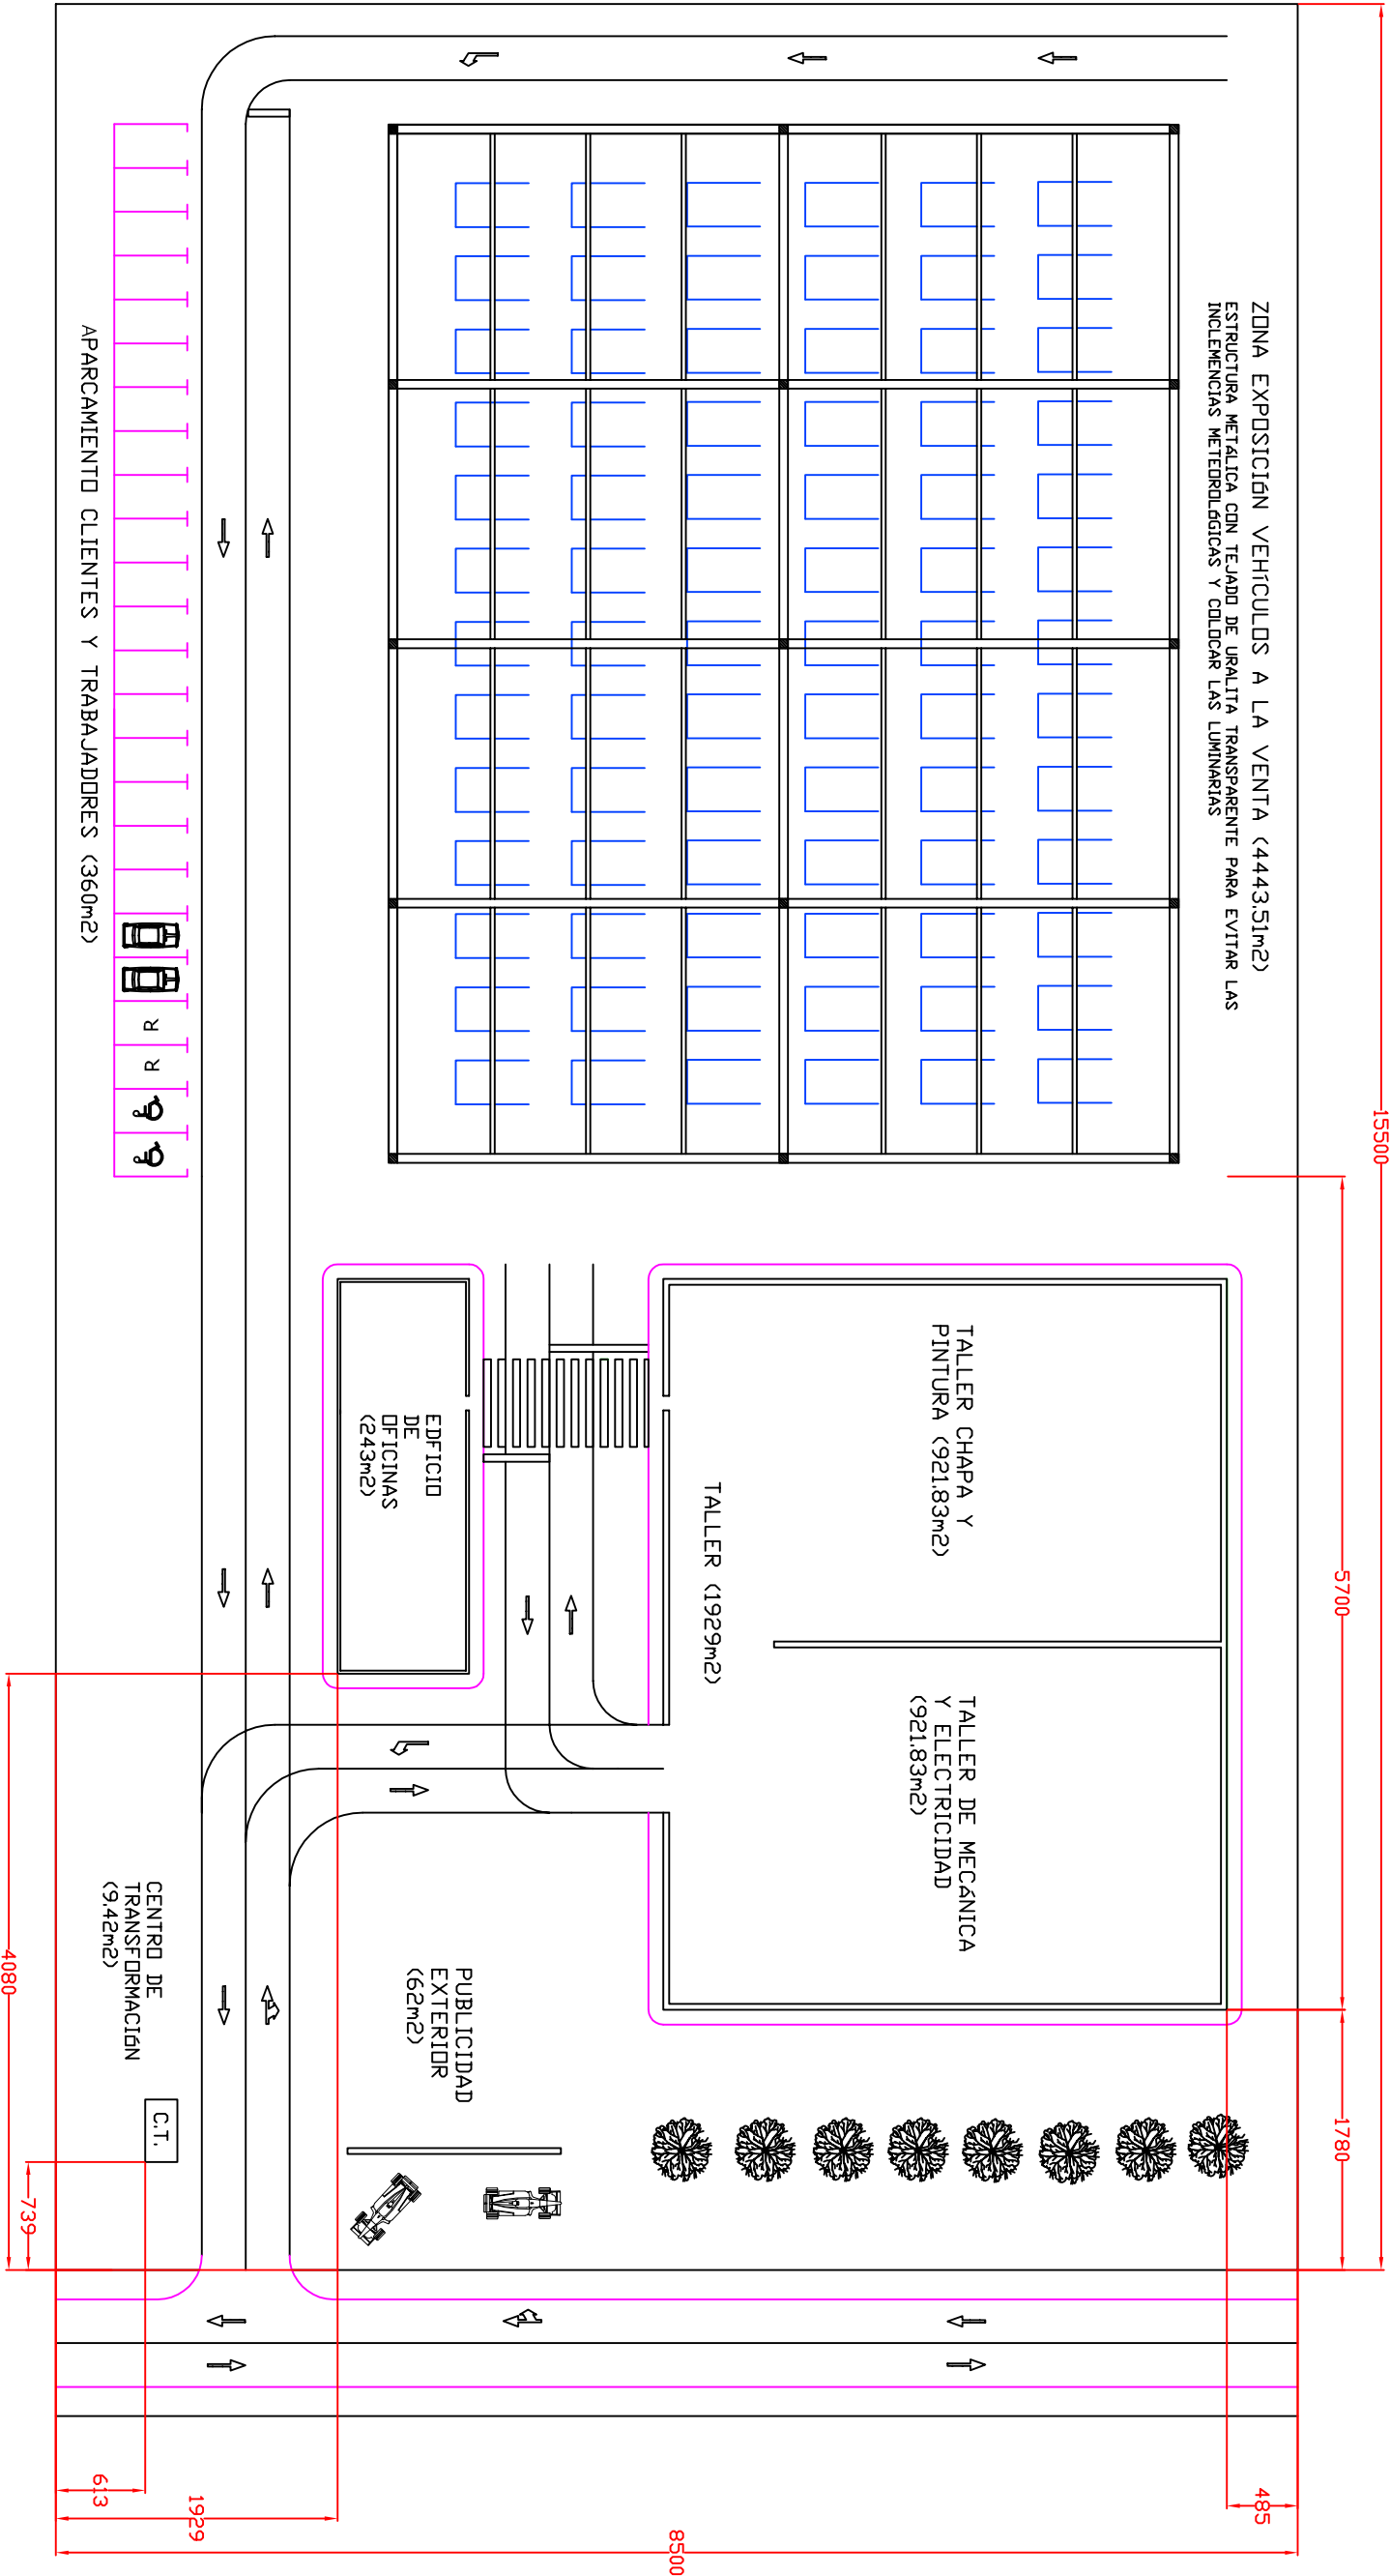 ZONA EXPOSICIÓN VEHÍCULOS A LA VENTA (4443.51m2)
ESTRUCTURA METÁLICA CON TEJADO DE URALITA TRANSPARENTE PARA EVITAR LAS
INCLEMENCIAS METEOROLÓGICAS Y COLOCAR LAS LUMINARIAS
15500
5700
1780
TALLER CHAPA Y
PINTURA (921.83m2)
TALLER DE MECÁNICA
Y ELECTRICIDAD
(921.83m2)
TALLER (1929m2)
EDFICIO
DE
OFICINAS
(243m2)
PUBLICIDAD
EXTERIOR
(62m2)
APARCAMIENTO CLIENTES Y TRABAJADORES (360m2)
R
R
CENTRO DE
TRANSFORMACIÓN
(9.42m2)
C.T.
4080
739
485
8500
1929
613